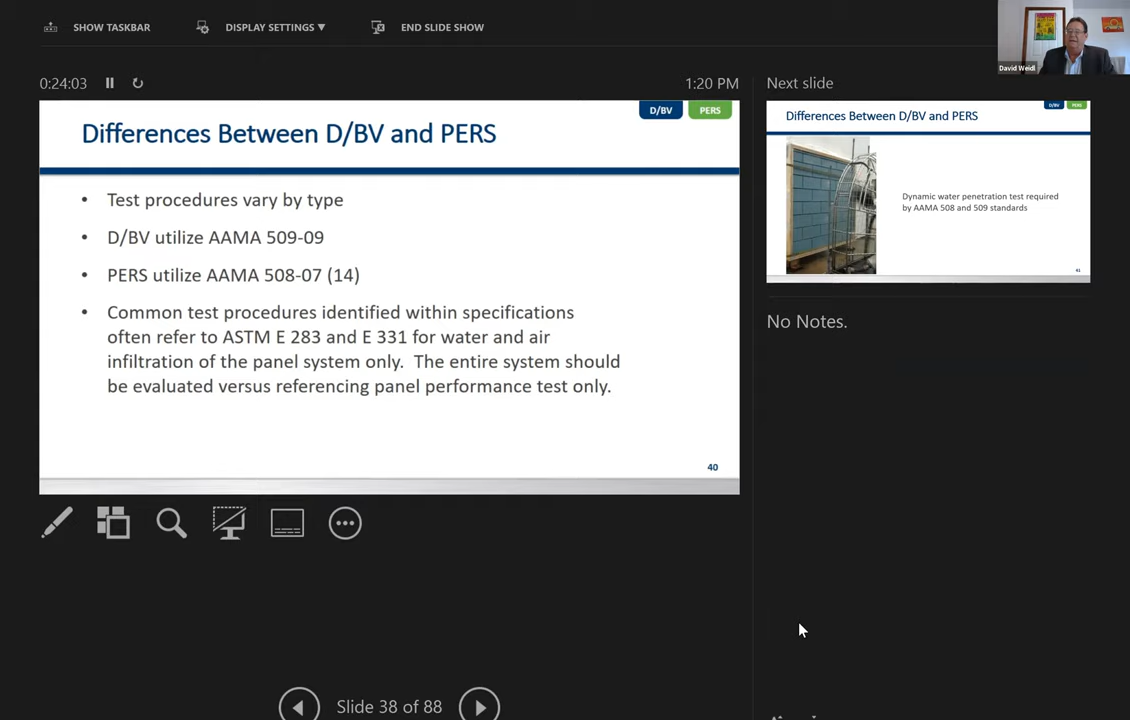 SHOW TASKBAR
DISPLAY SETTINGS ▼
END SLIDE SHOW
David Weidl
0:24:03
1:20 PM
Next slide
D/BV
PERS
Differences Between D/BV and PERS
• Test procedures vary by type
• D/BV utilize AAMA 509-09
• PERS utilize AAMA 508-07 (14)
• Common test procedures identified within specifications
often refer to ASTM E 283 and E 331 for water and air
infiltration of the panel system only. The entire system should
be evaluated versus referencing panel performance test only.
40
D/BV
PERS
Differences Between D/BV and PERS
Dynamic water penetration test required
by AAMA 508 and 509 standards
41
No Notes.
Slide 38 of 88